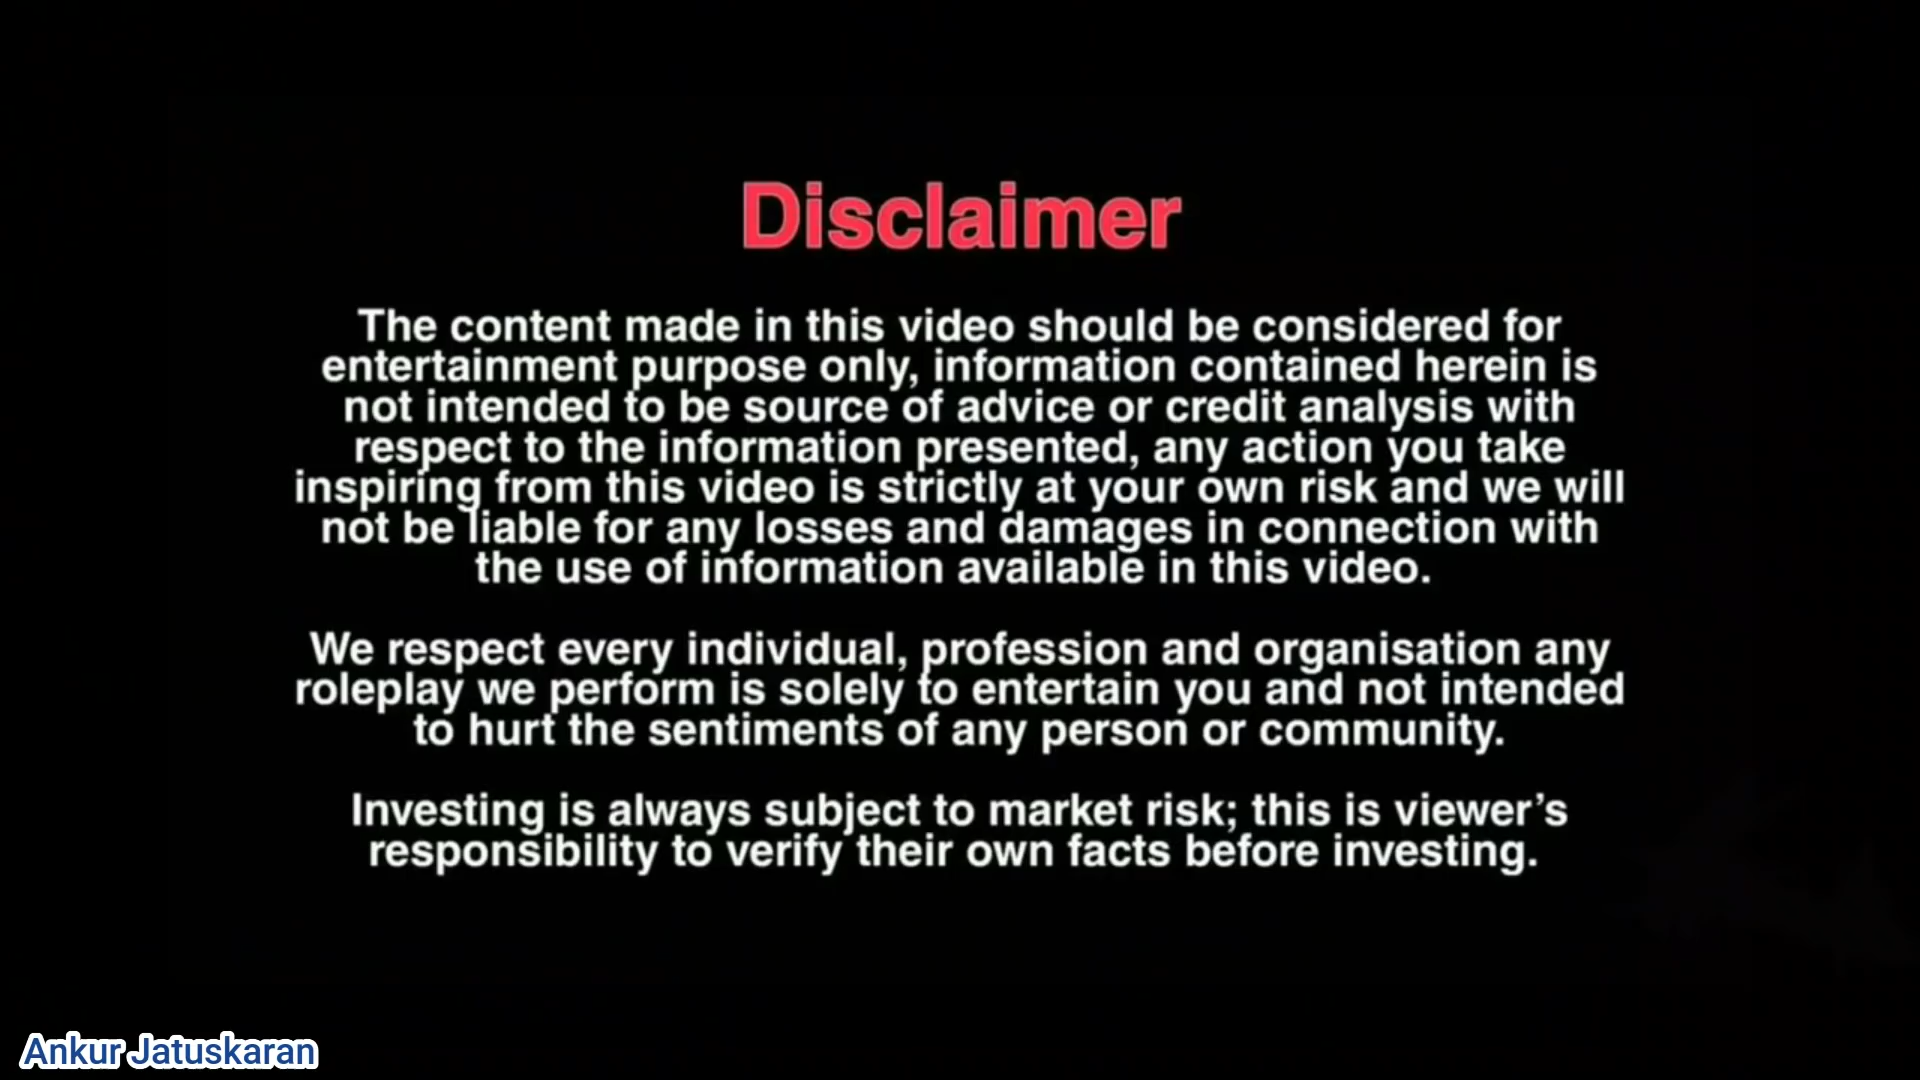 Disclaimer
The content made in this video should be considered for
entertainment purpose only, information contained herein is
not intended to be source of advice or credit analysis with
respect to the information presented, any action you take
inspiring from this video is strictly at your own risk and we will
not be liable for any losses and damages in connection with
the use of information available in this video.
We respect every individual, profession and organisation any
roleplay we perform is solely to entertain you and not intended
to hurt the sentiments of any person or community.
Investing is always subject to market risk; this is viewer’s
responsibility to verify their own facts before investing.
Ankur Jatuskaran